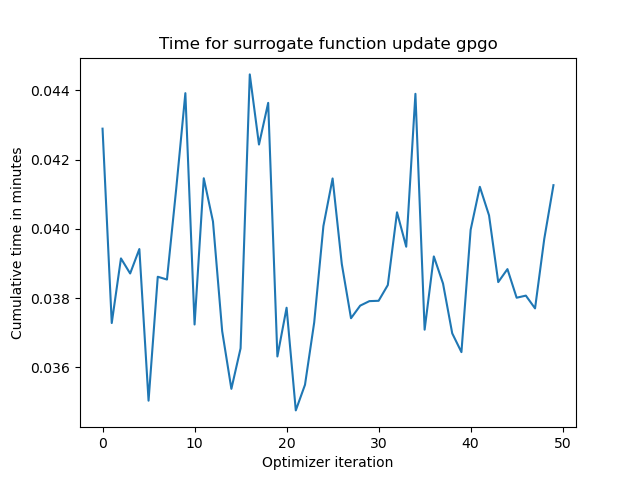 Time for surrogate function update gpgo
Cumulative time in minutes
0.044
0.042
0.040
0.038
0.036
0 10 20 30 40 50
Optimizer iteration